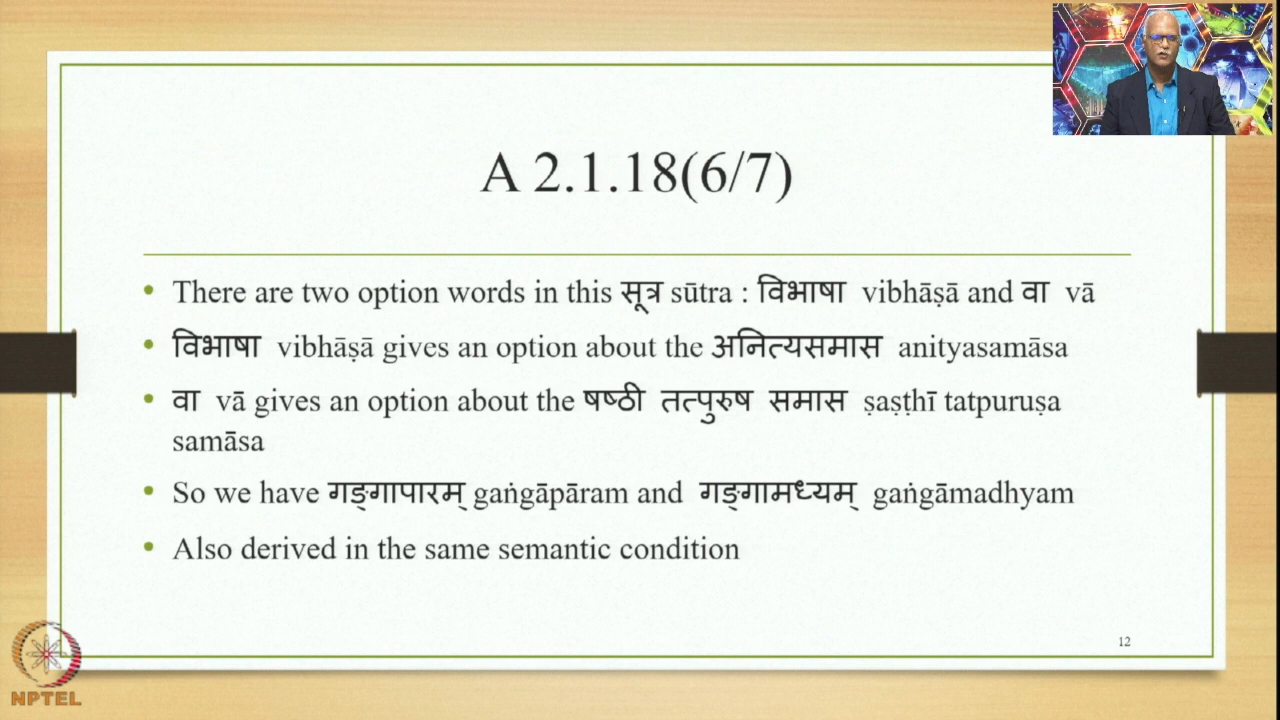 A 2.1.18(6/7)
There are two option words in this सूत्र sūtra : विभाषा vibhāṣā and वा vā
विभाषा vibhāṣā gives an option about the अनित्यसमास anityasamāsa
वा vā gives an option about the षष्ठी तत्पुरुष समास ṣaṣṭhī tatpuruṣa
samāsa
So we have गङ्गापारम् gaṅgāpāram and गङ्गामध्यम् gaṅgāmadhyam
Also derived in the same semantic condition
12
NPTEL